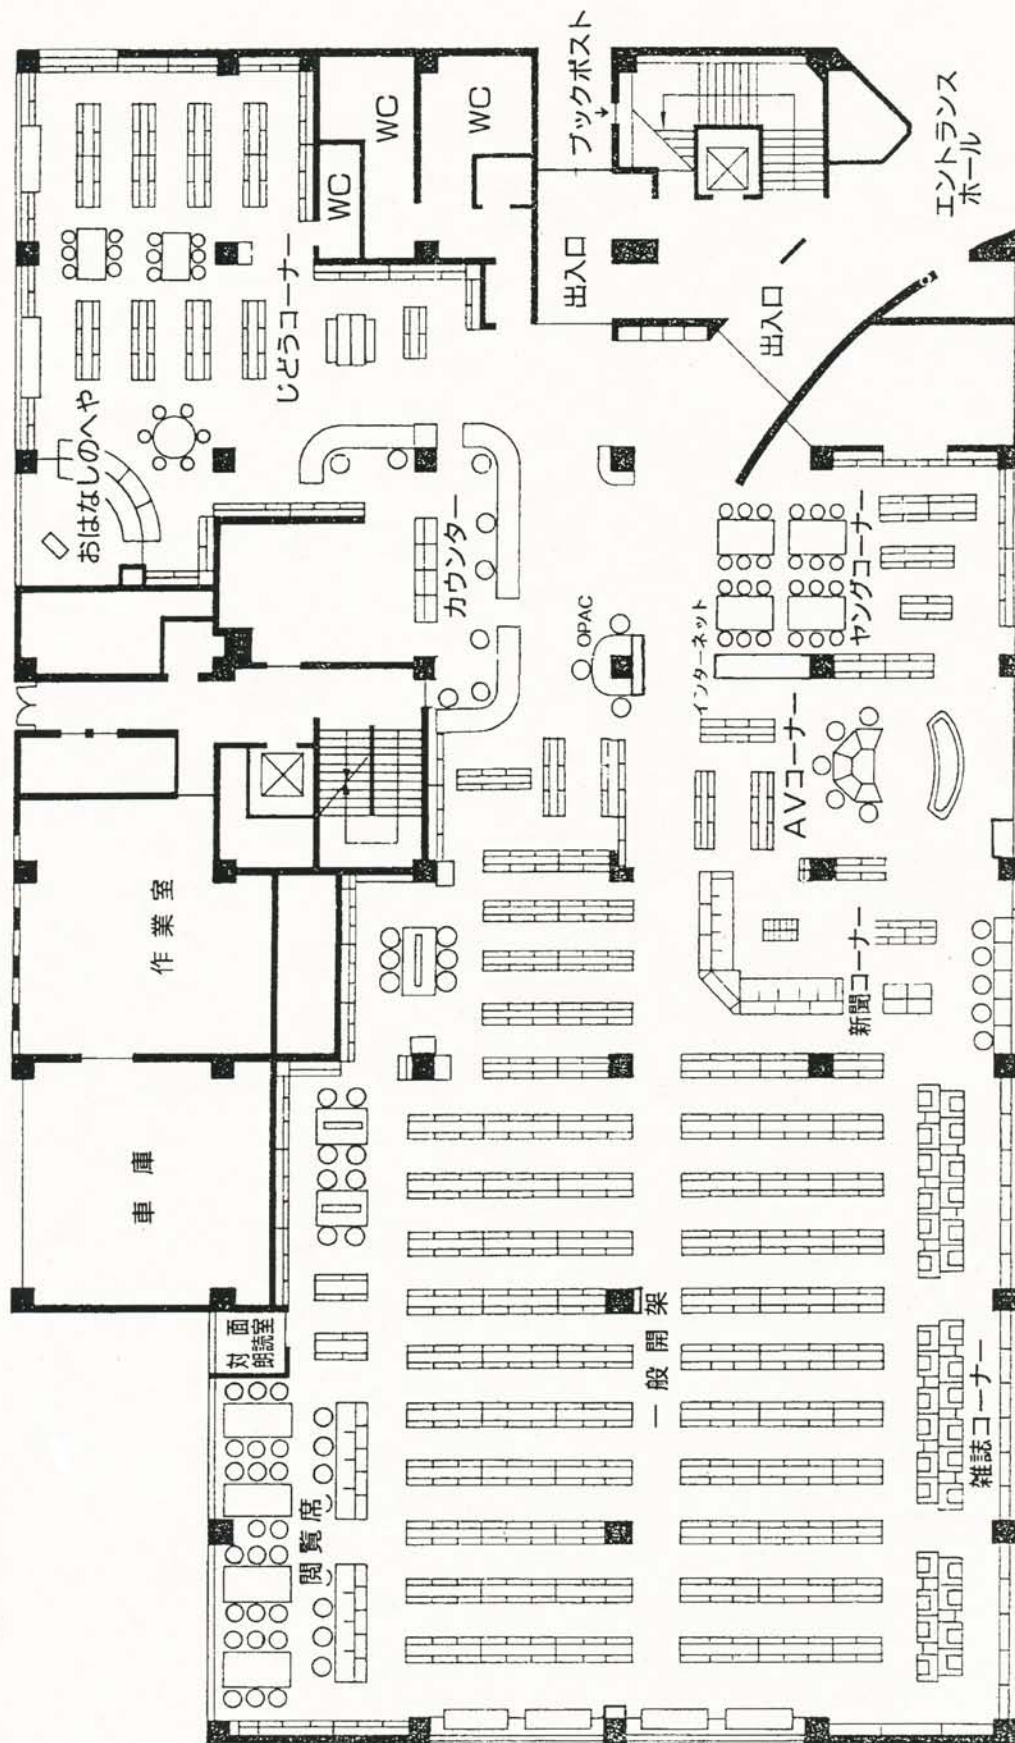 ブックポスト
エントランス
ホール
出入口
出入口
WC
WC
WC
じどうコーナー
おはなしのへや
カウンター
OPAC
インターネット
ヤングコーナー
AVコーナー
新聞コーナー
作業室
車庫
対面
朗読室
一般開架
閲覧席
雑誌コーナー